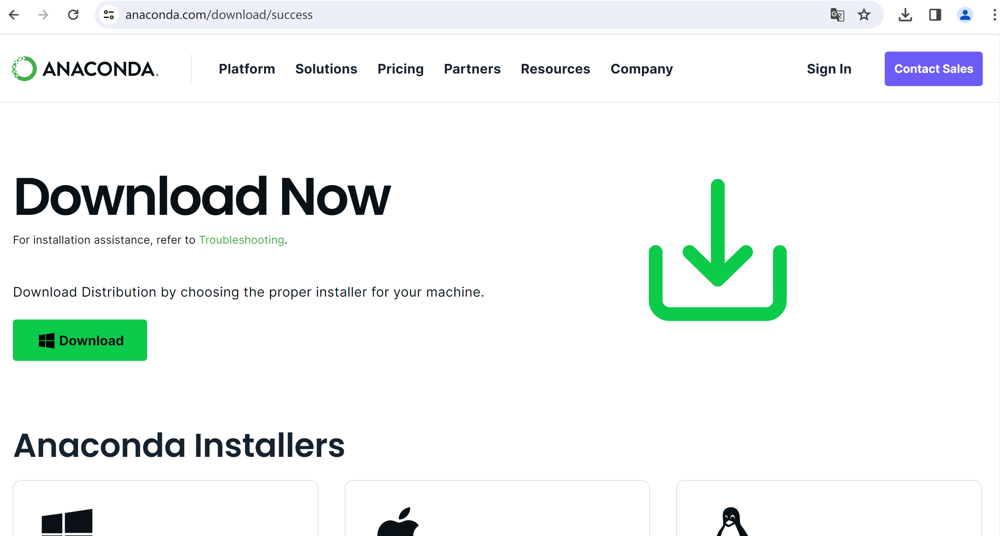 anaconda.com/download/success
ANACONDA.
Platform
Solutions
Pricing
Partners
Resources
Company
Sign In
Contact Sales
Download Now
For installation assistance, refer to Troubleshooting.
Download Distribution by choosing the proper installer for your machine.
Download
Anaconda Installers